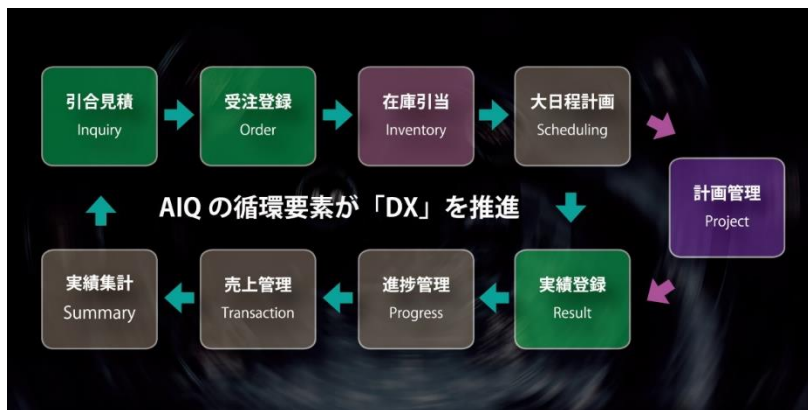 引合見積
Inquiry
受注登録
Order
在庫引当
Inventory
大日程計画
Scheduling
計画管理
Project
AIQ の循環要素が「DX」を推進
実績集計
Summary
売上管理
Transaction
進捗管理
Progress
実績登録
Result